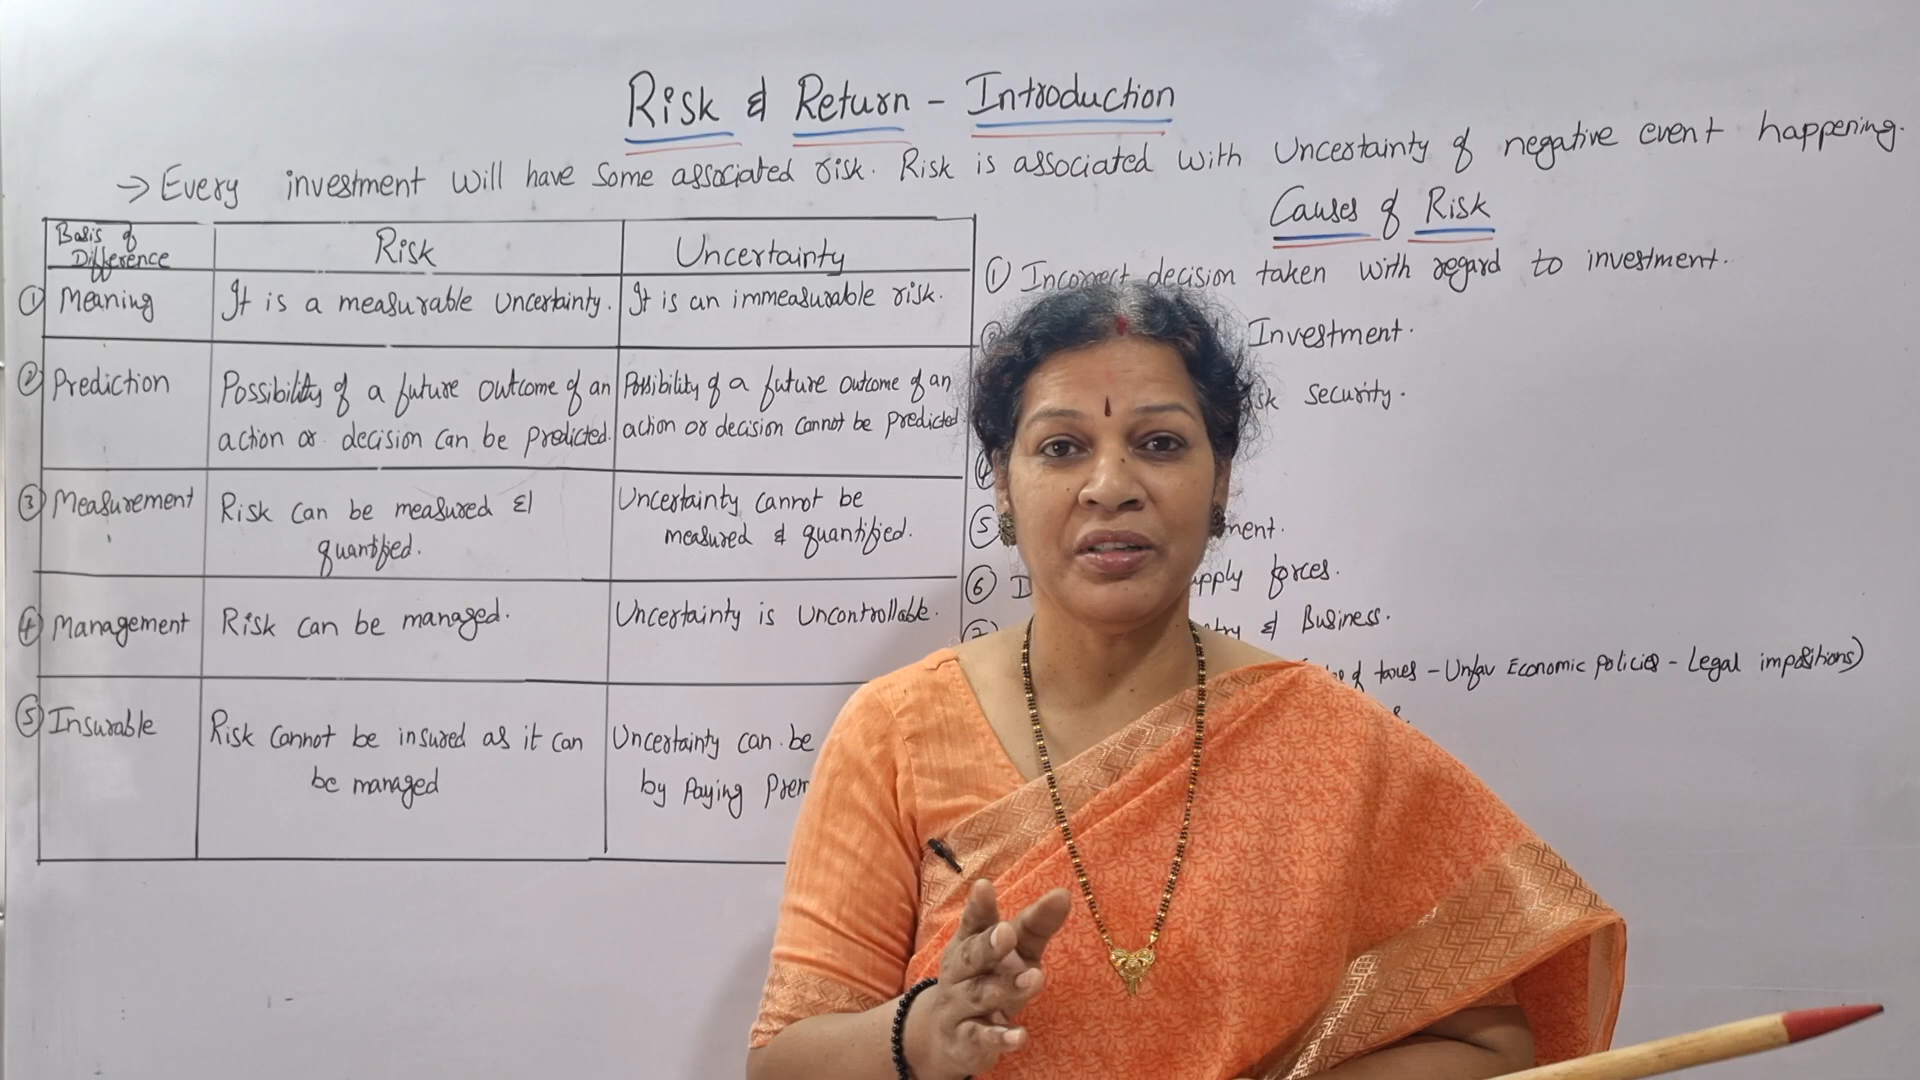 Risk & Return - Introduction
→ Every investment will have some associated risk. Risk is associated with Uncertainty of negative event happening.
Basis of Difference
Risk
Uncertainty
① Meaning
It is a measurable Uncertainty.
It is an immeasurable risk.
② Prediction
Possibility of a future outcome of an
action or decision can be predicted.
Possibility of a future outcome of an
action or decision cannot be predicted
③ Measurement
Risk can be measured &
quantified.
Uncertainty cannot be
measured & quantified.
④ Management
Risk can be managed.
Uncertainty is Uncontrollable.
⑤ Insurable
Risk cannot be insured as it can
be managed
Uncertainty can be
by paying
Causes of Risk
① Incorrect decision taken with regard to investment.
Investment.
security.
⑤
⑥
forces.
& Business.
of taxes - Unfav Economic policies - Legal impositions)